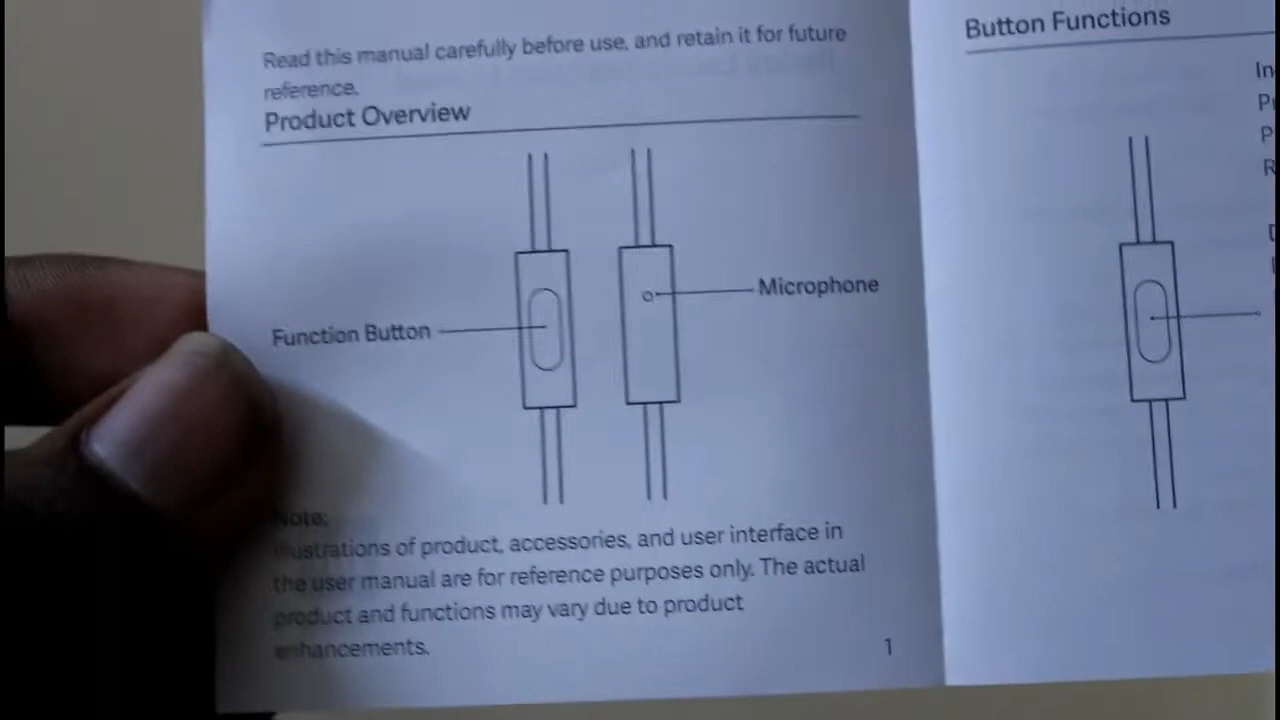 Read this manual carefully before use, and retain it for future
reference.
Product Overview
Function Button
Microphone
Note:
Illustrations of product, accessories, and user interface in
the user manual are for reference purposes only. The actual
product and functions may vary due to product
enhancements.
1
Button Functions